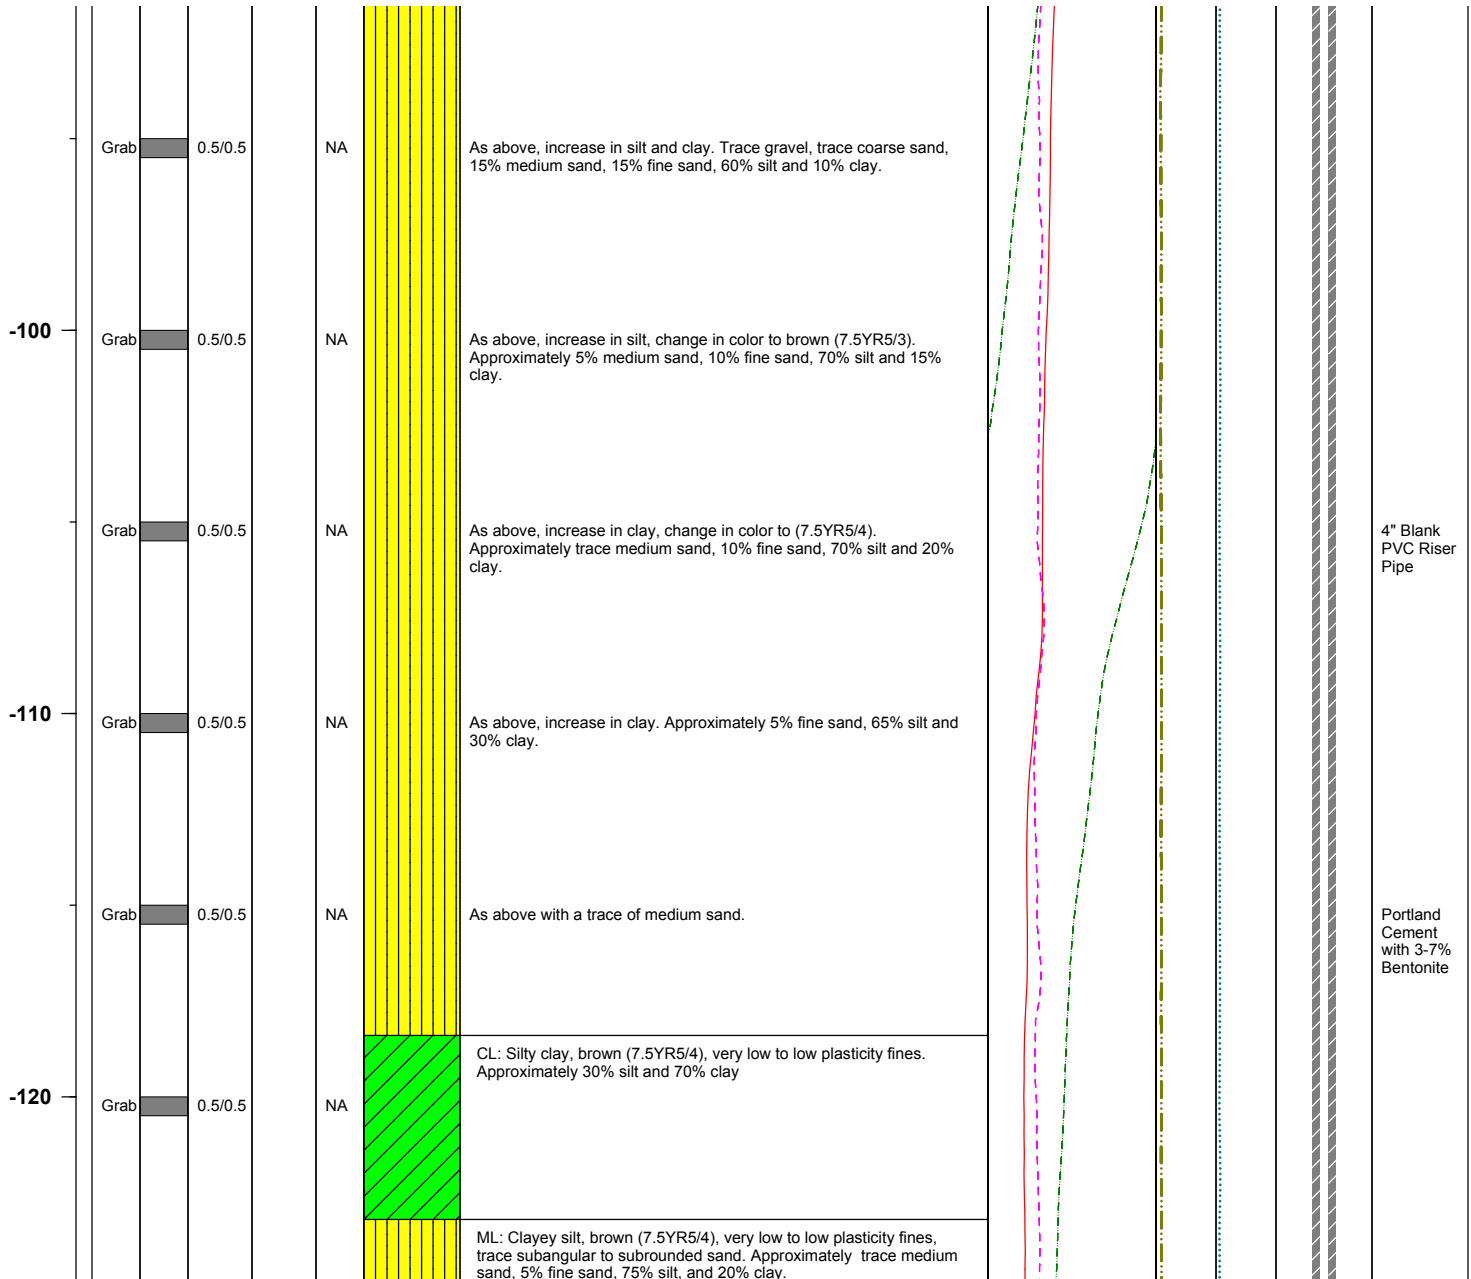 Grab 0.5/0.5 NA As above, increase in silt and clay. Trace gravel, trace coarse sand,
15% medium sand, 15% fine sand, 60% silt and 10% clay.
-100 Grab 0.5/0.5 NA As above, increase in silt, change in color to brown (7.5YR5/3).
Approximately 5% medium sand, 10% fine sand, 70% silt and 15%
clay.
Grab 0.5/0.5 NA As above, increase in clay, change in color to (7.5YR5/4).
Approximately trace medium sand, 10% fine sand, 70% silt and 20%
clay.
4" Blank
PVC Riser
Pipe
-110 Grab 0.5/0.5 NA As above, increase in clay. Approximately 5% fine sand, 65% silt and
30% clay.
Grab 0.5/0.5 NA As above with a trace of medium sand.
Portland
Cement
with 3-7%
Bentonite
CL: Silty clay, brown (7.5YR5/4), very low to low plasticity fines.
Approximately 30% silt and 70% clay
-120 Grab 0.5/0.5 NA
ML: Clayey silt, brown (7.5YR5/4), very low to low plasticity fines,
trace subangular to subrounded sand. Approximately trace medium
sand, 5% fine sand, 75% silt, and 20% clay.